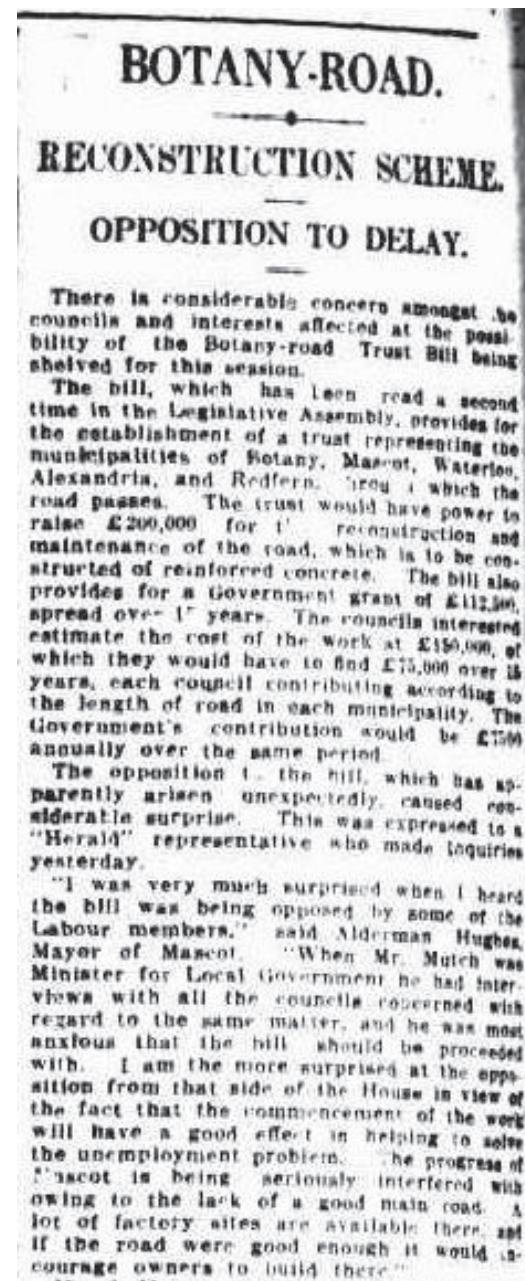 BOTANY-ROAD.
RECONSTRUCTION SCHEME.
OPPOSITION TO DELAY.
There is considerable concern amongst the
councils and interests affected at the possi-
bility of the Botany-road Trust Bill being
shelved for this session.
The bill, which has been read a second
time in the Legislative Assembly, provides for
the establishment of a trust representing the
municipalities of Botany, Mascot, Waterloo,
Alexandria, and Redfern, which the
road passes. The trust would have power to
raise £200,000 for reconstruction and
maintenance of the road, which is to be con-
structed of reinforced concrete. The bill also
provides for a Government grant of £112,500,
spread over years. The councils interested
estimate the cost of the work at £150,000, of
which they would have to find £75,000 over 15
years, each council contributing according to
the length of road in each municipality. The
Government's contribution would be £7500
annually over the same period.
The opposition to the bill, which has ap-
parently arisen unexpectedly, caused con-
siderable surprise. This was expressed to a
"Herald" representative who made inquiries
yesterday.
"I was very much surprised when I heard
the bill was being opposed by some of the
Labour members," said Alderman Hughes,
Mayor of Mascot. "When Mr. Mutch was
Minister for Local Government he had inter-
views with all the councils concerned with
regard to the same matter, and he was most
anxious that the bill should be proceeded
with. I am the more surprised at the oppo-
sition from that side of the House in view of
the fact that the commencement of the work
will have a good effect in helping to solve
the unemployment problem. The progress of
Mascot is being seriously interfered with
owing to the lack of a good main road. A
lot of factory sites are available there, and
if the road were good enough it would in-
courage owners to build there."